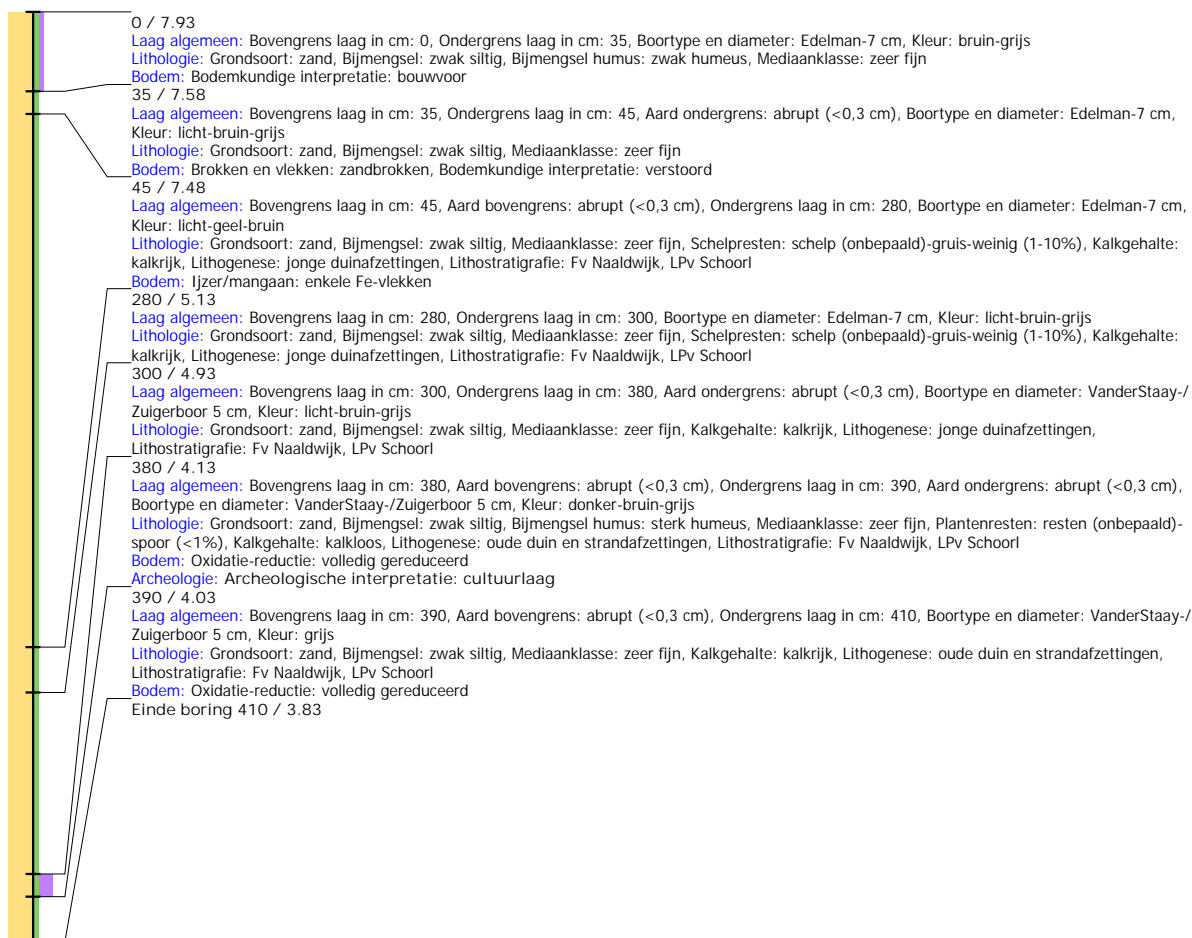 0 / 7.93
Laag algemeen: Bovengrens laag in cm: 0, Ondergrens laag in cm: 35, Boortype en diameter: Edelman-7 cm, Kleur: bruin-grijs
Lithologie: Grondsoort: zand, Bijmengsel: zwak siltig, Bijmengsel humus: zwak humeus, Mediaanklasse: zeer fijn
Bodem: Bodemkundige interpretatie: bouwvoor
35 / 7.58
Laag algemeen: Bovengrens laag in cm: 35, Ondergrens laag in cm: 45, Aard ondergrens: abrupt (<0,3 cm), Boortype en diameter: Edelman-7 cm,
Kleur: licht-bruin-grijs
Lithologie: Grondsoort: zand, Bijmengsel: zwak siltig, Mediaanklasse: zeer fijn
Bodem: Brokken en vlekken: zandbrokken, Bodemkundige interpretatie: verstoord
45 / 7.48
Laag algemeen: Bovengrens laag in cm: 45, Aard bovengrens: abrupt (<0,3 cm), Ondergrens laag in cm: 280, Boortype en diameter: Edelman-7 cm,
Kleur: licht-geel-bruin
Lithologie: Grondsoort: zand, Bijmengsel: zwak siltig, Mediaanklasse: zeer fijn, Schelpresten: schelp (onbepaald)-gruis-weinig (1-10%), Kalkgehalte:
kalkrijk, Lithogenese: jonge duinafzettingen, Lithostratigrafie: Fv Naaldwijk, LPv Schoorl
Bodem: Ijzer/mangaan: enkele Fe-vlekken
280 / 5.13
Laag algemeen: Bovengrens laag in cm: 280, Ondergrens laag in cm: 300, Boortype en diameter: Edelman-7 cm, Kleur: licht-bruin-grijs
Lithologie: Grondsoort: zand, Bijmengsel: zwak siltig, Mediaanklasse: zeer fijn, Schelpresten: schelp (onbepaald)-gruis-weinig (1-10%), Kalkgehalte:
kalkrijk, Lithogenese: jonge duinafzettingen, Lithostratigrafie: Fv Naaldwijk, LPv Schoorl
300 / 4.93
Laag algemeen: Bovengrens laag in cm: 300, Ondergrens laag in cm: 380, Aard ondergrens: abrupt (<0,3 cm), Boortype en diameter: VanderStaay-/
Zuigerboor 5 cm, Kleur: licht-bruin-grijs
Lithologie: Grondsoort: zand, Bijmengsel: zwak siltig, Mediaanklasse: zeer fijn, Kalkgehalte: kalkrijk, Lithogenese: jonge duinafzettingen,
Lithostratigrafie: Fv Naaldwijk, LPv Schoorl
380 / 4.13
Laag algemeen: Bovengrens laag in cm: 380, Aard bovengrens: abrupt (<0,3 cm), Ondergrens laag in cm: 390, Aard ondergrens: abrupt (<0,3 cm),
Boortype en diameter: VanderStaay-/Zuigerboor 5 cm, Kleur: donker-bruin-grijs
Lithologie: Grondsoort: zand, Bijmengsel: zwak siltig, Bijmengsel humus: sterk humeus, Mediaanklasse: zeer fijn, Plantenresten: resten (onbepaald)-
spoor (<1%), Kalkgehalte: kalkloos, Lithogenese: oude duin en strandafzettingen, Lithostratigrafie: Fv Naaldwijk, LPv Schoorl
Bodem: Oxidatie-reductie: volledig gereduceerd
Archeologie: Archeologische interpretatie: cultuurlaag
390 / 4.03
Laag algemeen: Bovengrens laag in cm: 390, Aard bovengrens: abrupt (<0,3 cm), Ondergrens laag in cm: 410, Boortype en diameter: VanderStaay-/
Zuigerboor 5 cm, Kleur: grijs
Lithologie: Grondsoort: zand, Bijmengsel: zwak siltig, Mediaanklasse: zeer fijn, Kalkgehalte: kalkrijk, Lithogenese: oude duin en strandafzettingen,
Lithostratigrafie: Fv Naaldwijk, LPv Schoorl
Bodem: Oxidatie-reductie: volledig gereduceerd
Einde boring 410 / 3.83